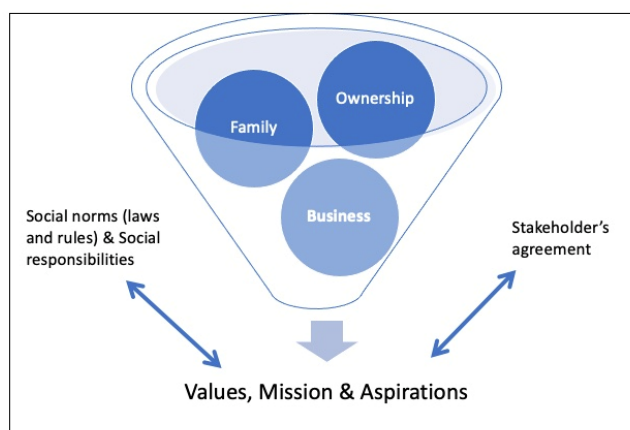 Ownership
Family
Business
Social norms (laws
and rules) & Social
responsibilities
Stakeholder's
agreement
Values, Mission & Aspirations